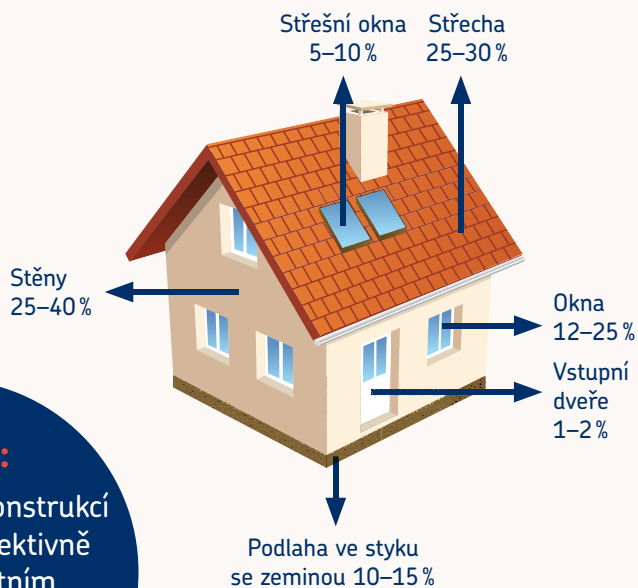 Střešní okna
5–10 %
Střecha
25–30 %
Stěny
25–40 %
Okna
12–25 %
Vstupní
dveře
1–2 %
:
ektivně
Podlaha ve styku
se zeminou 10–15 %